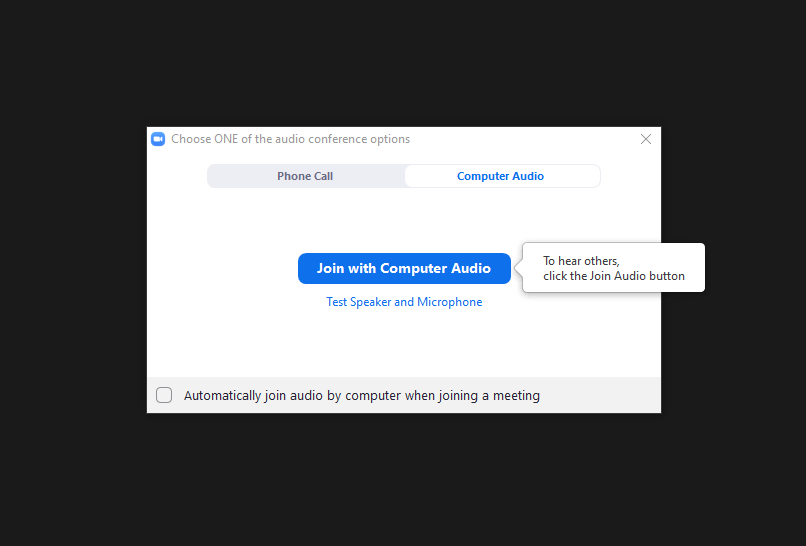 Choose ONE of the audio conference options
Phone Call
Computer Audio
Join with Computer Audio
To hear others,
click the Join Audio button
Test Speaker and Microphone
Automatically join audio by computer when joining a meeting